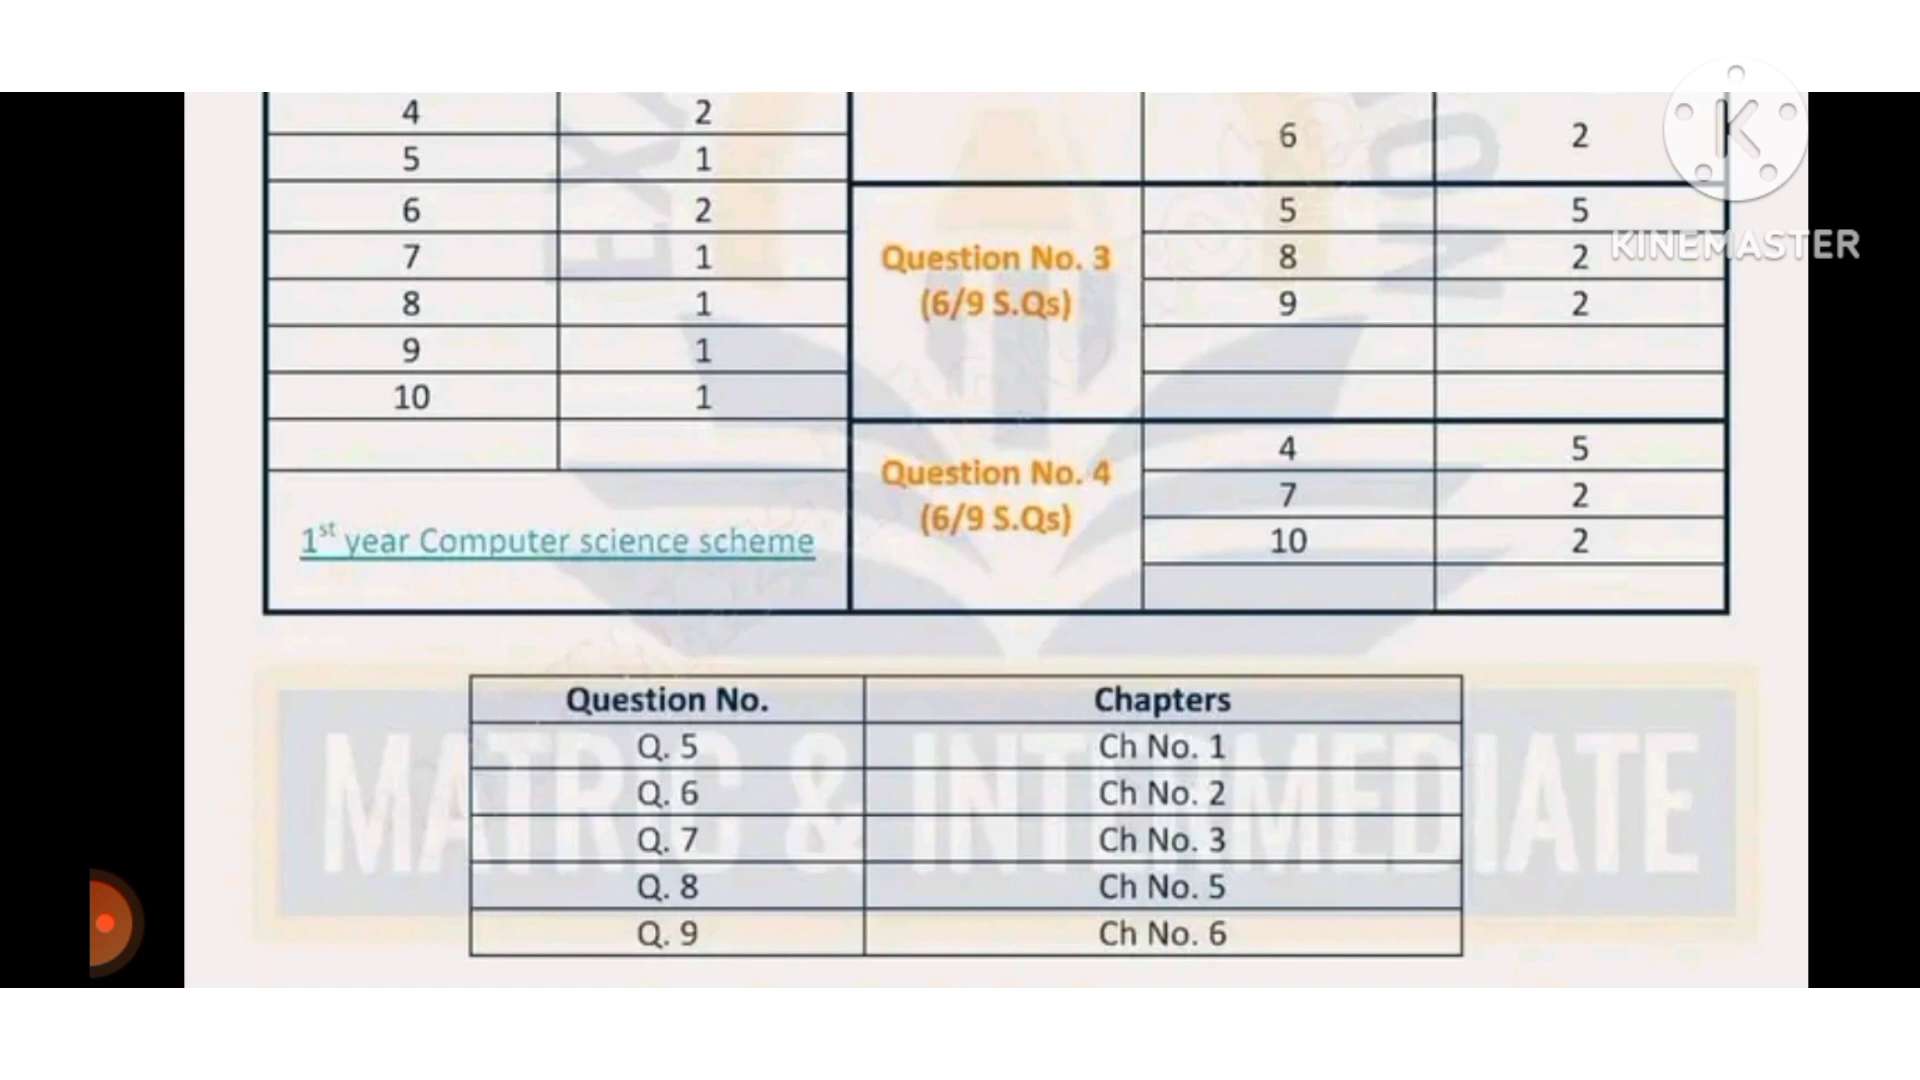 4 2
5 1
6 2
7 1
8 1
9 1
10 1
1st year Computer science scheme
6 2
Question No. 3
(6/9 S.Qs)
5 5
8 2
9 2
Question No. 4
(6/9 S.Qs)
4 5
7 2
10 2
Question No. Chapters
Q. 5 Ch No. 1
Q. 6 Ch No. 2
Q. 7 Ch No. 3
Q. 8 Ch No. 5
Q. 9 Ch No. 6
MATRIC & INTERMEDIATE
K
KINEMASTER